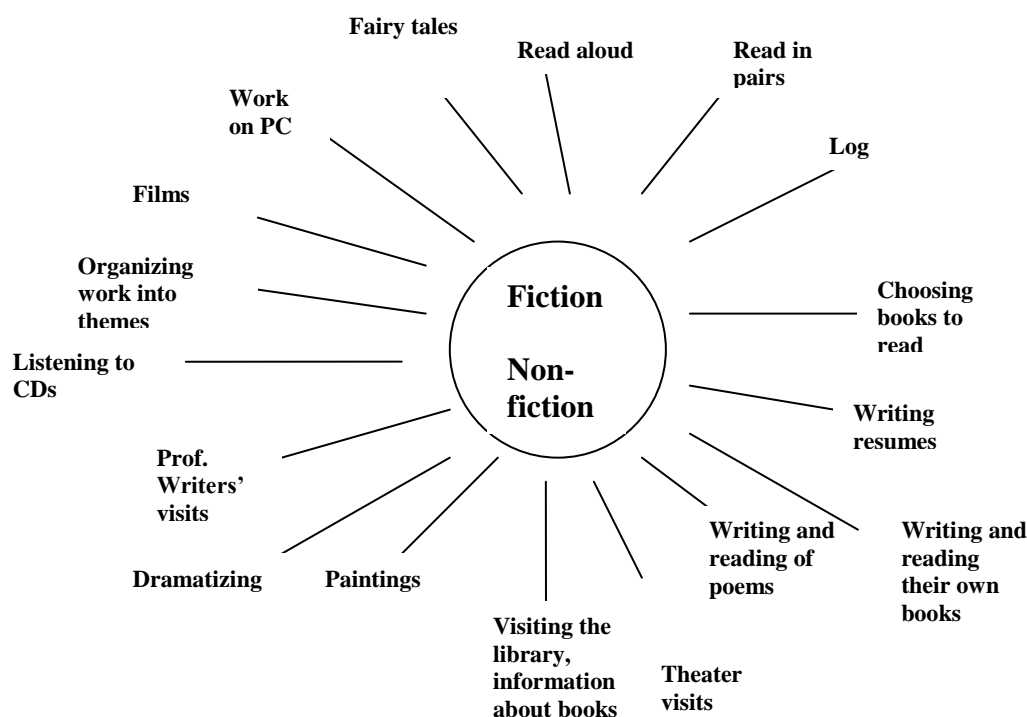 Fairy tales
Read aloud
Read in
pairs
Work
on PC
Log
Films
Organizing
work into
themes
Fiction
Non-
fiction
Choosing
books to
read
Listening to
CDs
Writing
resumes
Prof.
Writers’
visits
Writing and
reading of
poems
Writing and
reading
their own
books
Dramatizing
Paintings
Visiting the
library,
information
about books
Theater
visits